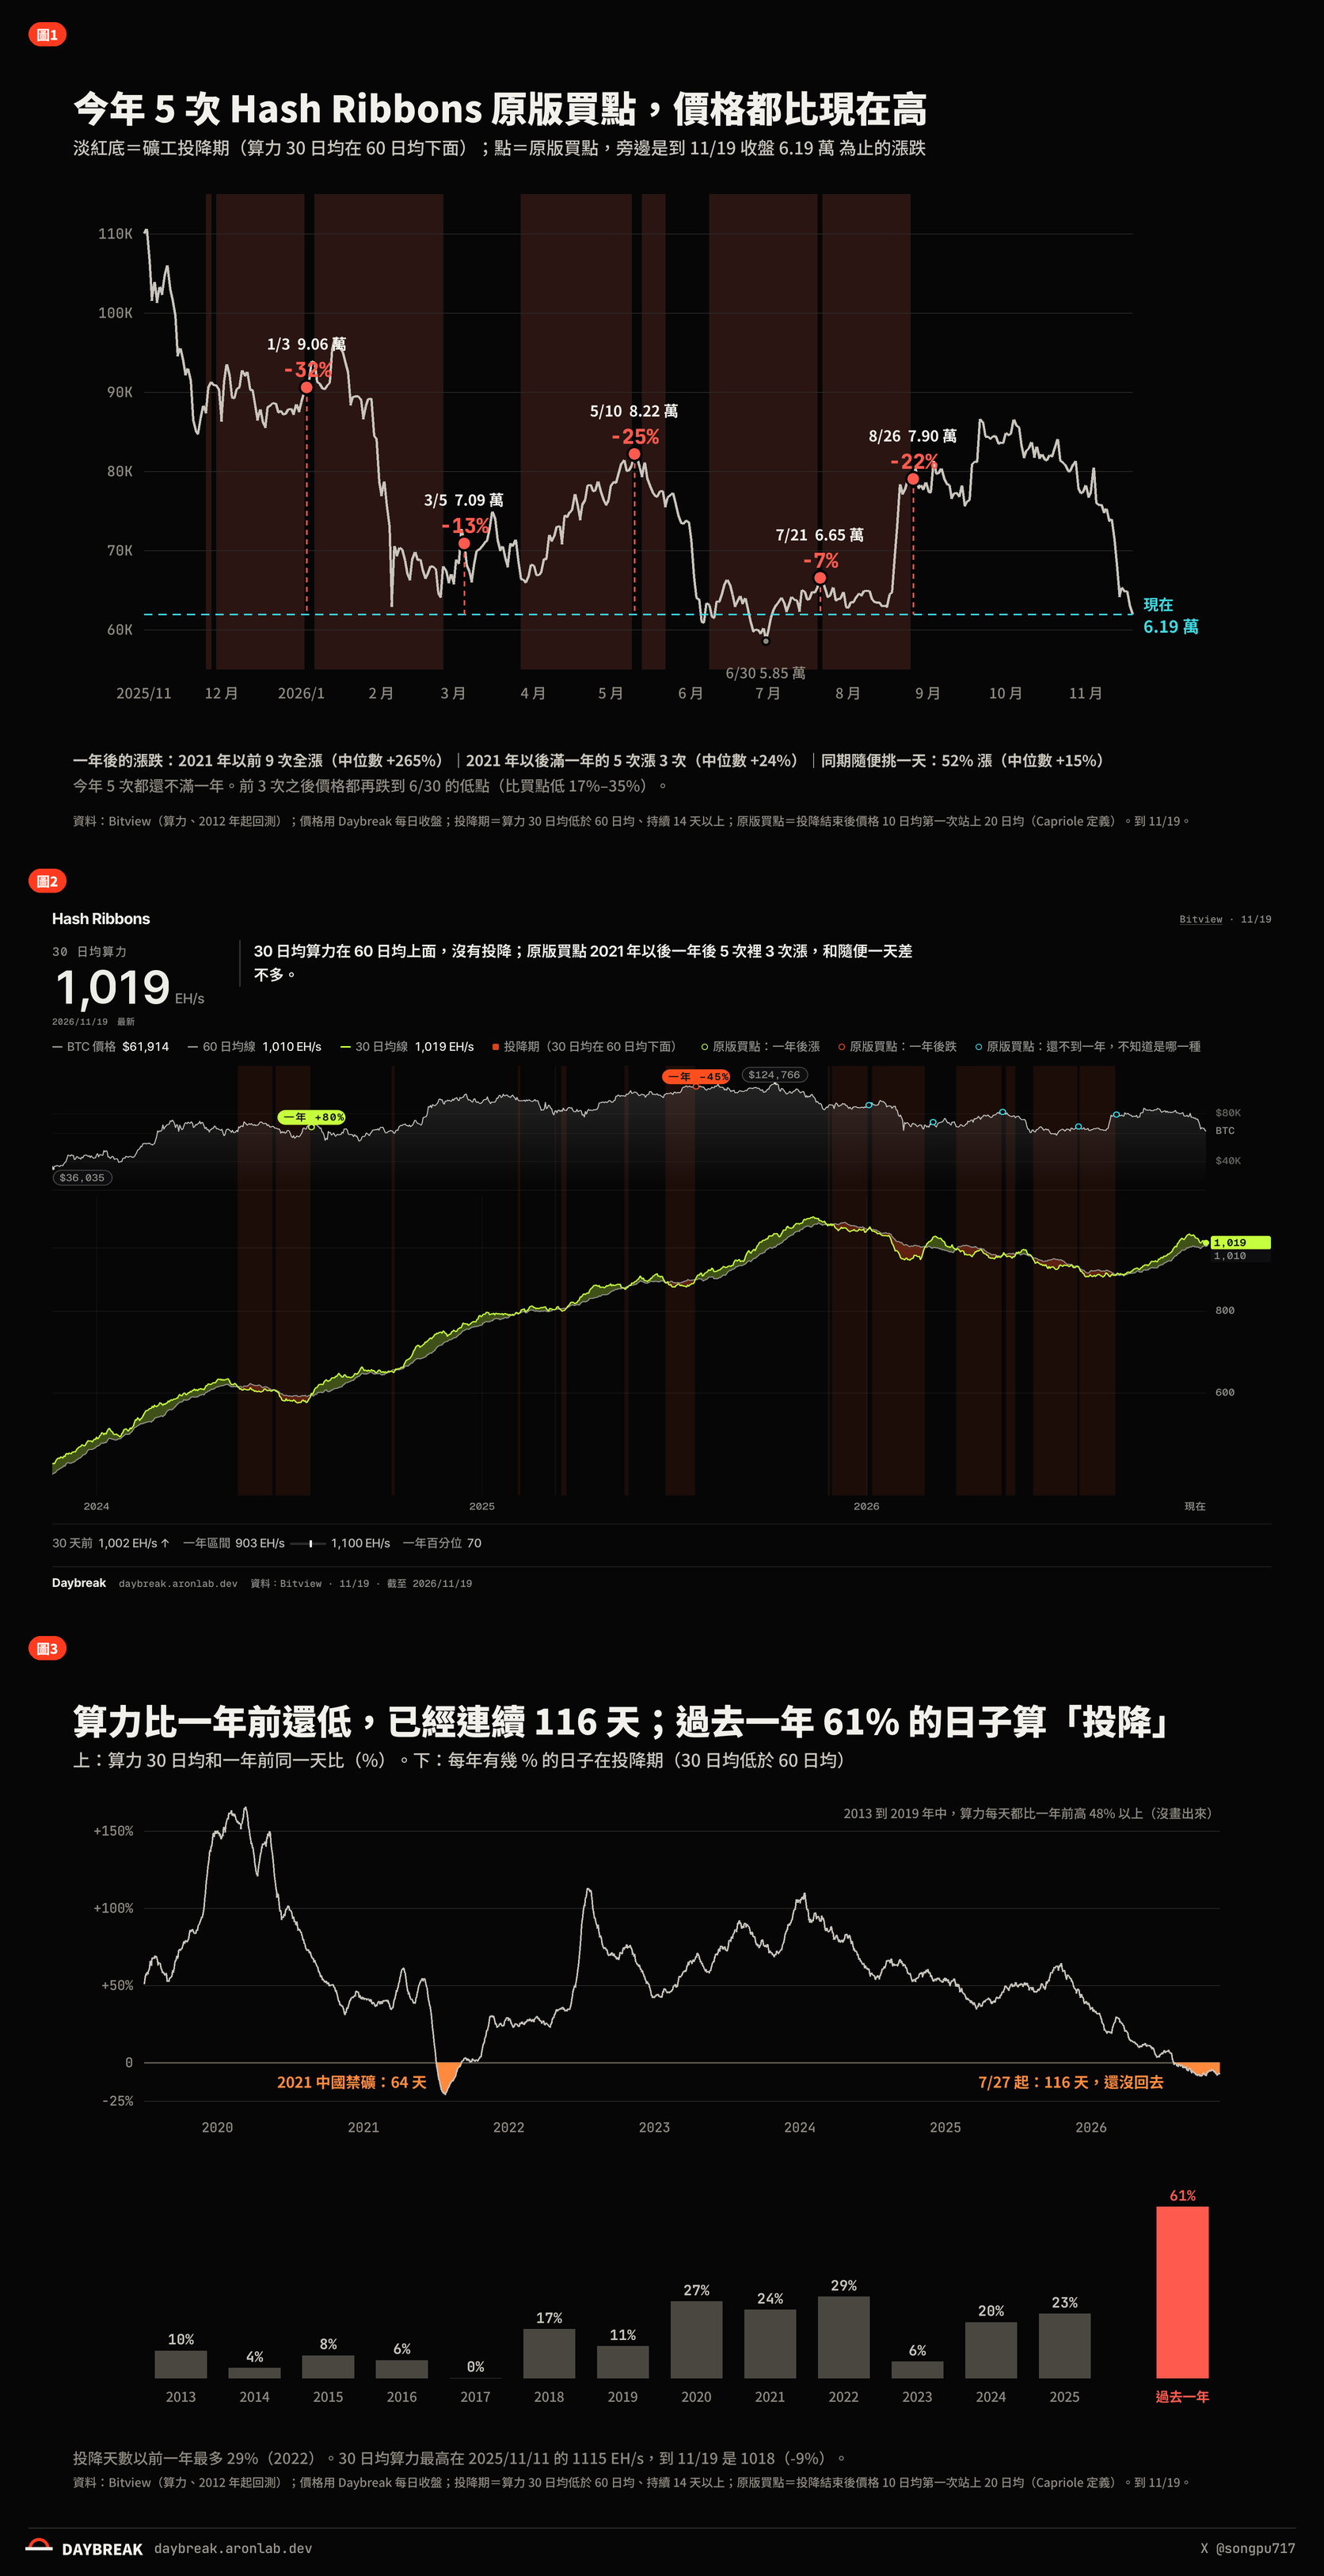 圖1
今年 5 次 Hash Ribbons 原版買點，價格都比現在高
淡紅底＝礦工投降期（算力 30 日均在 60 日均下面）；點＝原版買點，旁邊是到 11/19 收盤 6.19 萬 為止的漲跌
110K
100K
90K
80K
70K
60K
1/3 9.06 萬
-32%
3/5 7.09 萬
-13%
5/10 8.22 萬
-25%
7/21 6.65 萬
-7%
8/26 7.90 萬
-22%
現在
6.19 萬
6/30 5.85 萬
2025/11 12 月 2026/1 2 月 3 月 4 月 5 月 6 月 7 月 8 月 9 月 10 月 11 月
一年後的漲跌：2021 年以前 9 次全漲（中位數 +265%）｜2021 年以後滿一年的 5 次漲 3 次（中位數 +24%）｜同期隨便挑一天：52% 漲（中位數 +15%）
今年 5 次都還不滿一年。前 3 次之後價格都再跌到 6/30 的低點（比買點低 17%–35%）。
資料：Bitview（算力、2012 年起回測）；價格用 Daybreak 每日收盤；投降期＝算力 30 日均低於 60 日均、持續 14 天以上；原版買點＝投降結束後價格 10 日均第一次站上 20 日均（Capriole 定義）。到 11/19。
圖2
Hash Ribbons
Bitview · 11/19
30 日均算力
1,019 EH/s
2026/11/19 最新
30 日均算力在 60 日均上面，沒有投降；原版買點 2021 年以後一年後 5 次裡 3 次漲，和隨便一天差
不多。
BTC 價格 $61,914 60 日均線 1,010 EH/s 30 日均線 1,019 EH/s 投降期（30 日均在 60 日均下面） 原版買點：一年後漲 原版買點：一年後跌 原版買點：還不到一年，不知道是哪一種
一年 -45%
$124,766
一年 +80%
$36,035
$80K
BTC
$40K
1,019
1,010
800
600
2024 2025 2026 現在
30 天前 1,002 EH/s ↑ 一年區間 903 EH/s 1,100 EH/s 一年百分位 70
Daybreak daybreak.aronlab.dev 資料：Bitview · 11/19 · 截至 2026/11/19
圖3
算力比一年前還低，已經連續 116 天；過去一年 61% 的日子算「投降」
上：算力 30 日均和一年前同一天比（%）。下：每年有幾 % 的日子在投降期（30 日均低於 60 日均）
2013 到 2019 年中，算力每天都比一年前高 48% 以上（沒畫出來）
+150%
+100%
+50%
0
-25%
2021 中國禁礦：64 天
7/27 起：116 天，還沒回去
2020 2021 2022 2023 2024 2025 2026
10% 4% 8% 6% 0% 17% 11% 27% 24% 29% 6% 20% 23% 61%
2013 2014 2015 2016 2017 2018 2019 2020 2021 2022 2023 2024 2025 過去一年
投降天數以前一年最多 29%（2022）。30 日均算力最高在 2025/11/11 的 1115 EH/s，到 11/19 是 1018（-9%）。
資料：Bitview（算力、2012 年起回測）；價格用 Daybreak 每日收盤；投降期＝算力 30 日均低於 60 日均、持續 14 天以上；原版買點＝投降結束後價格 10 日均第一次站上 20 日均（Capriole 定義）。到 11/19。
DAYBREAK daybreak.aronlab.dev
X @songpu717